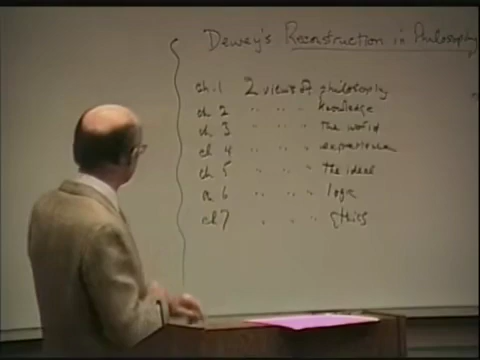 Dewey's Reconstruction in Philosophy
ch. 1 2 views of philosophy
ch 2 " " " knowledge
ch 3 " " " the world
ch 4 " " " experience
ch 5 " " " the ideal
ch. 6 " " " logic
ch 7 " " " ethics